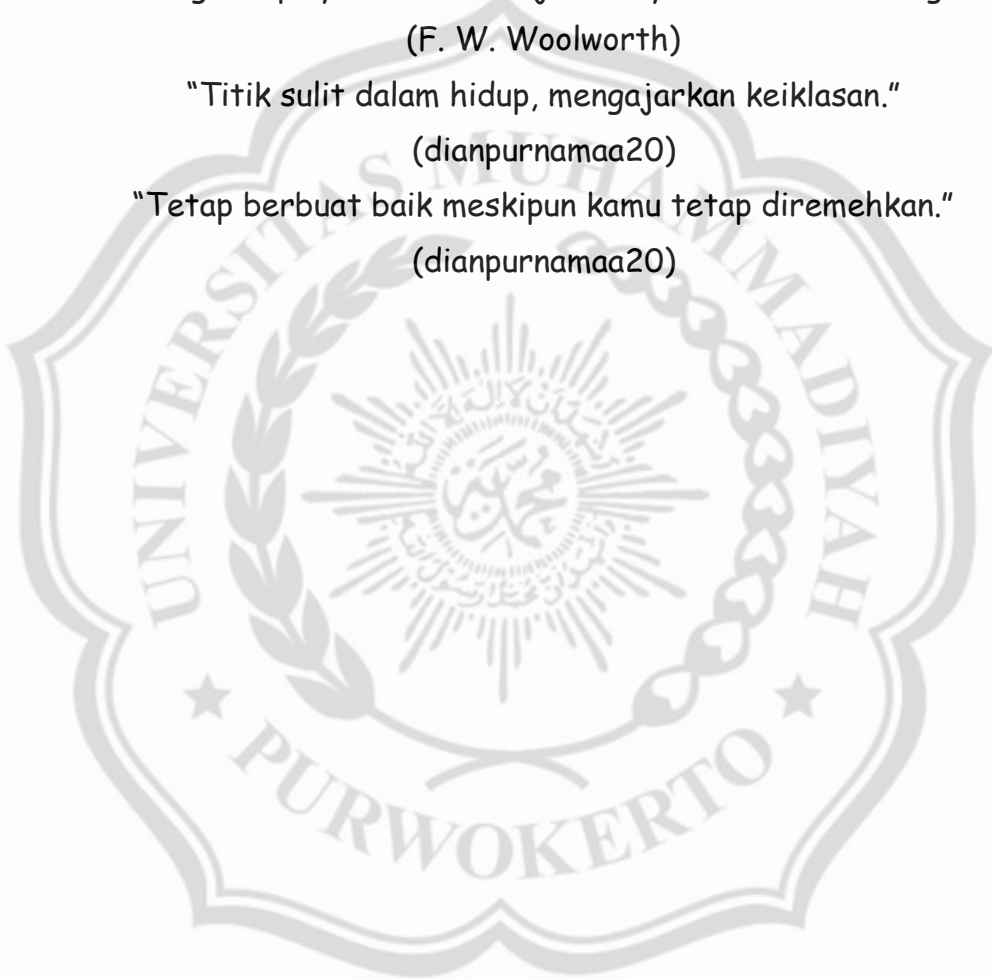 (F. W. Woolworth)
“Titik sulit dalam hidup, mengajarkan keiklasan.”
(dianpurnamaa20)
“Tetap berbuat baik meskipun kamu tetap diremehkan.”
(dianpurnamaa20)
UNIVERSITAS MUHAMMADIYAH
محمدية
PURWOKERTO